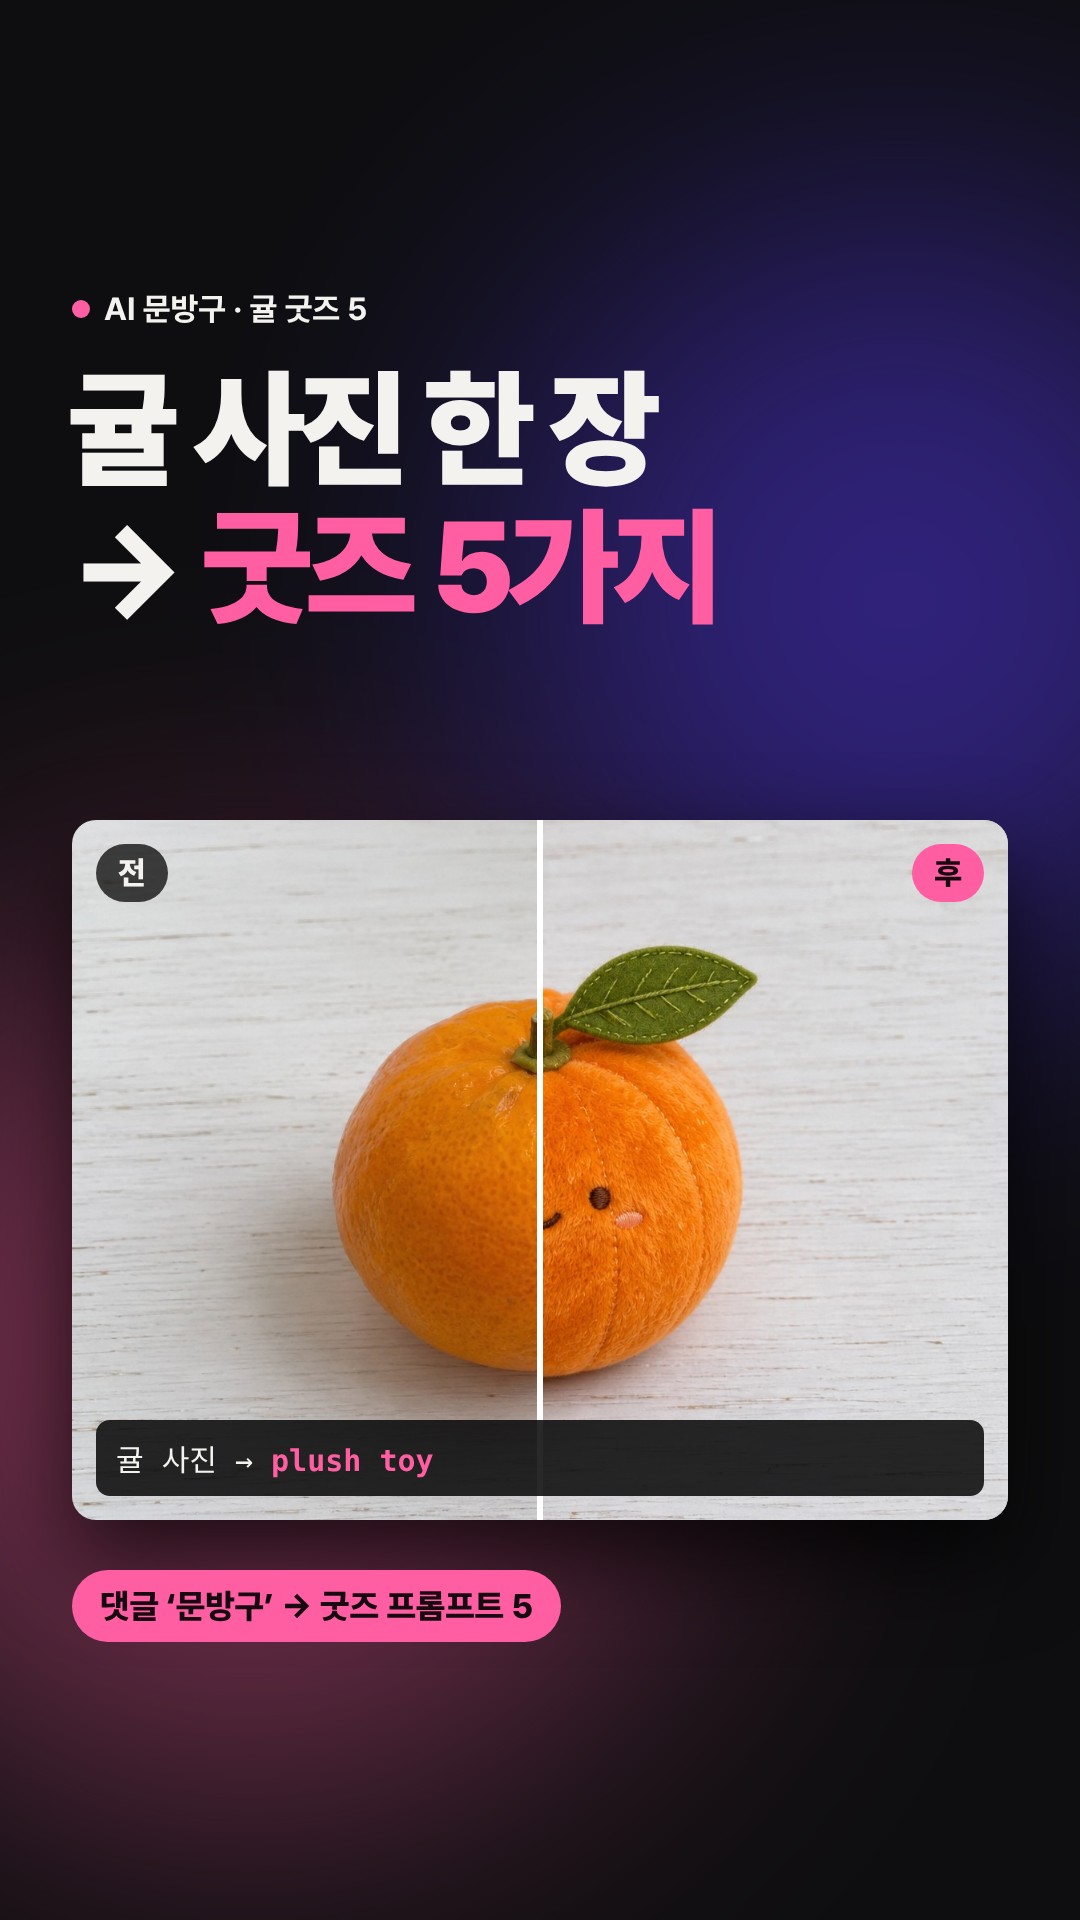 AI 문방구 · 귤 굿즈 5
귤 사진 한 장
→ 굿즈 5가지
전
후
귤 사진 → plush toy
댓글 ‘문방구’ → 굿즈 프롬프트 5